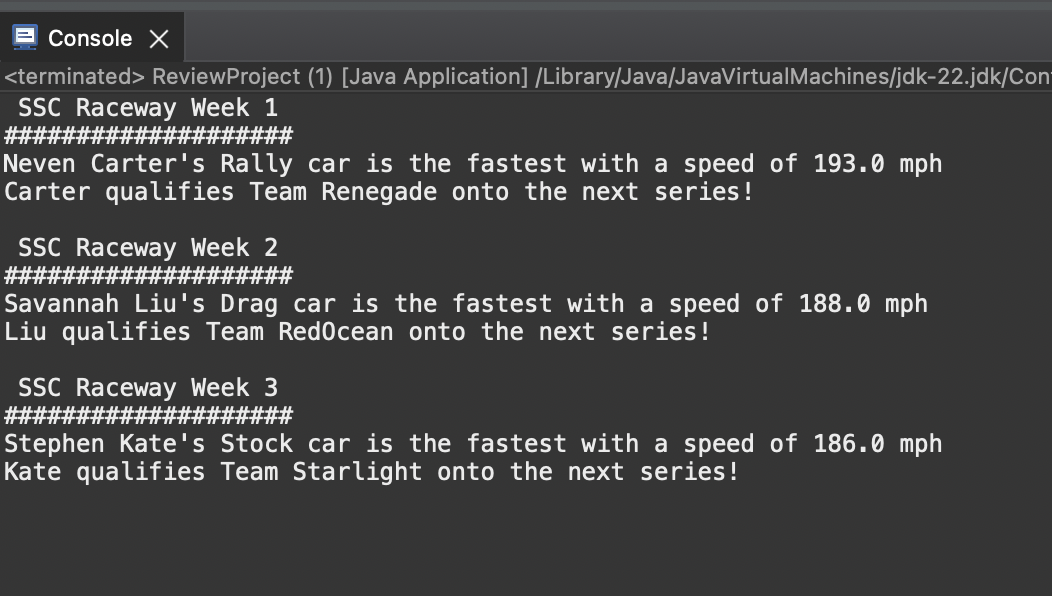 Console
<terminated> ReviewProject (1) [Java Application] /Library/Java/JavaVirtualMachines/jdk-22.jdk/Con
SSC Raceway Week 1
####################
Neven Carter's Rally car is the fastest with a speed of 193.0 mph
Carter qualifies Team Renegade onto the next series!
SSC Raceway Week 2
####################
Savannah Liu's Drag car is the fastest with a speed of 188.0 mph
Liu qualifies Team RedOcean onto the next series!
SSC Raceway Week 3
####################
Stephen Kate's Stock car is the fastest with a speed of 186.0 mph
Kate qualifies Team Starlight onto the next series!